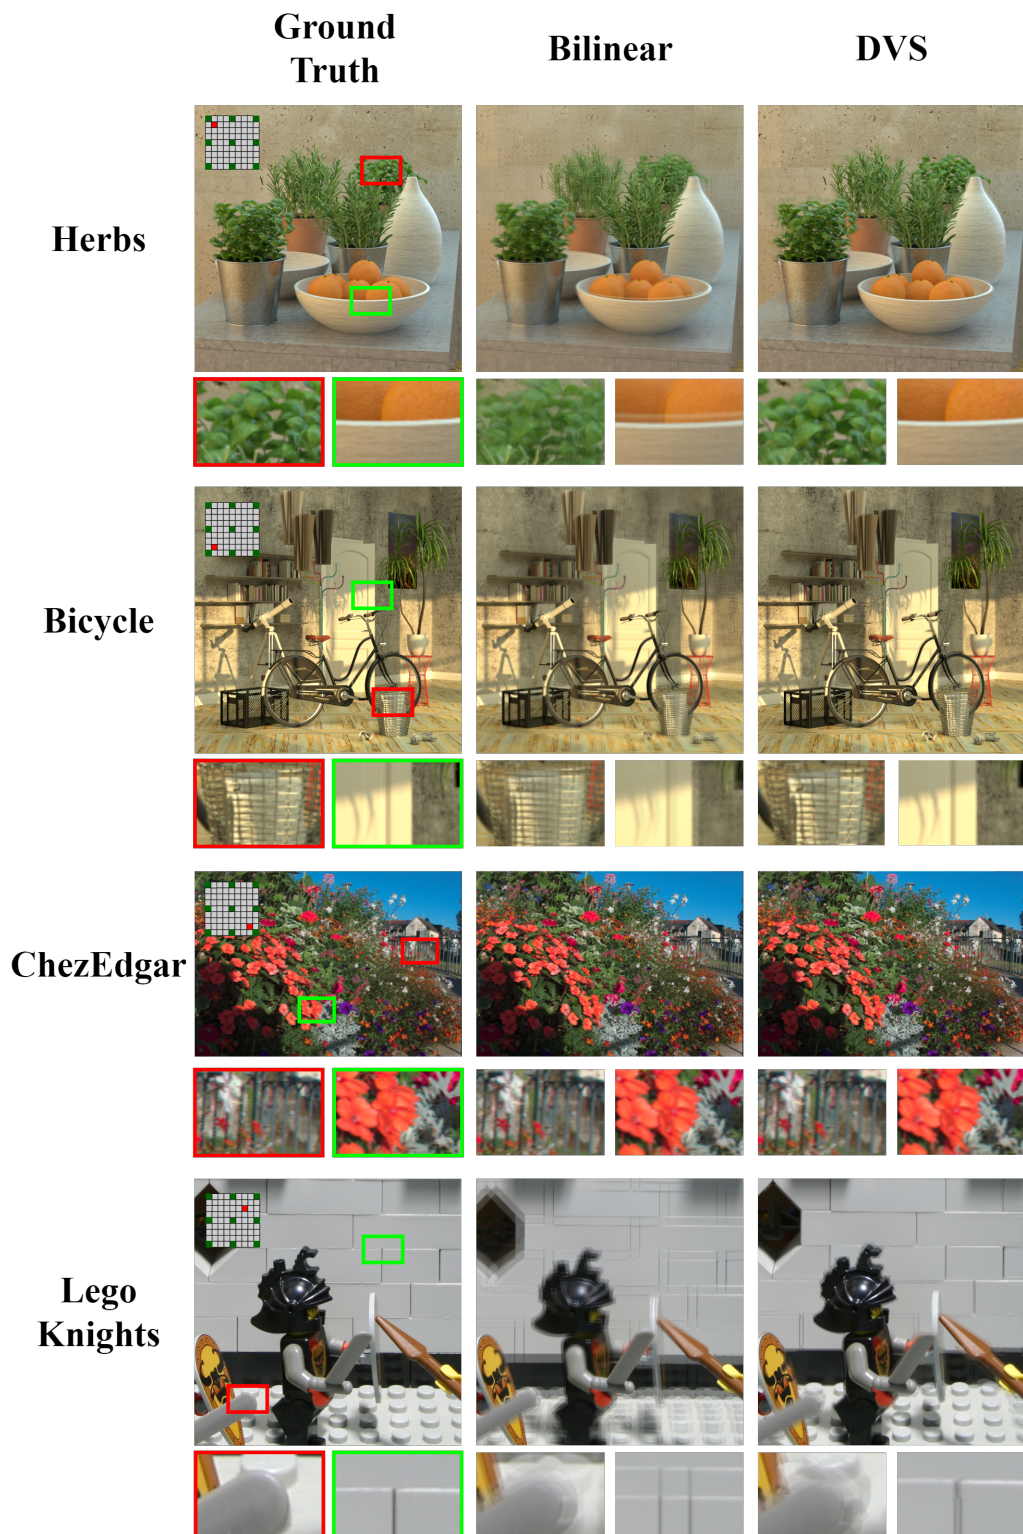 Ground
Truth
Bilinear
DVS
Herbs
Bicycle
ChezEdgar
Lego
Knights